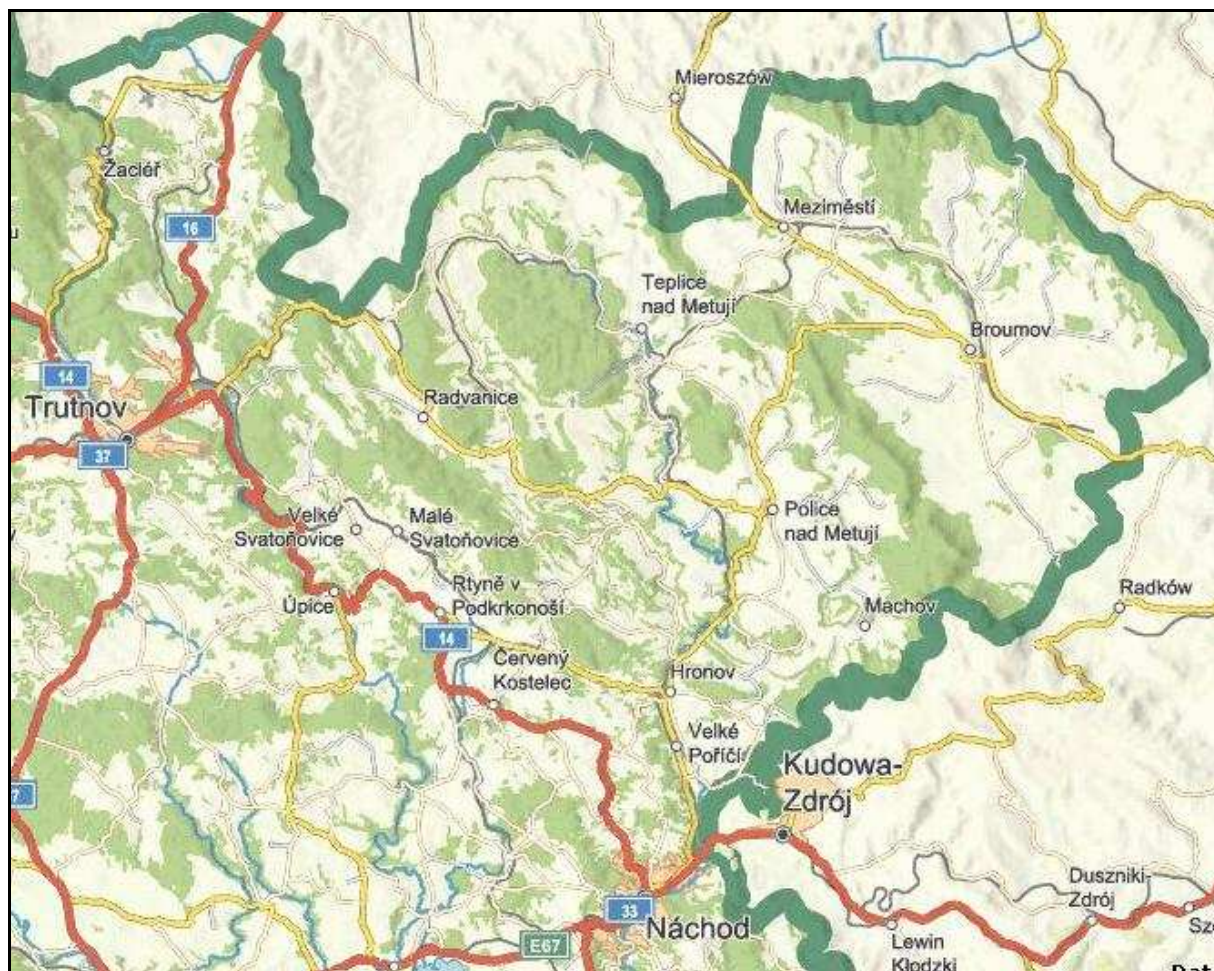 Mieroszów
Žacléř
16
Meziměstí
Teplice
nad Metují
Broumov
14
Radvanice
Trutnov
37
Velké
Svatoňovice
Malé
Svatoňovice
Police
nad Metují
Rtyně v
Podkrkonoší
Úpice
Machov
Radków
14
Červený
Kostelec
Hronov
Velké
Poříčí
Kudowa-
Zdrój
7
Duszniki-
Zdrój
33
Náchod
E67
Lewin
Kłodzki